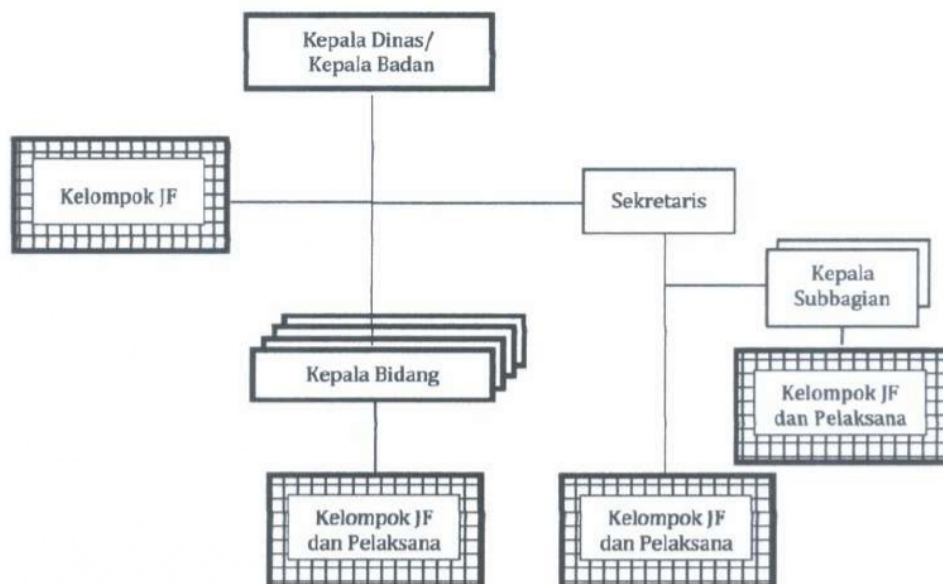 Kepala Dinas/
Kepala Badan
Kelompok JF
Sekretaris
Kepala
Subbagian
Kepala Bidang
Kelompok JF
dan Pelaksana
Kelompok JF
dan Pelaksana
Kelompok JF
dan Pelaksana